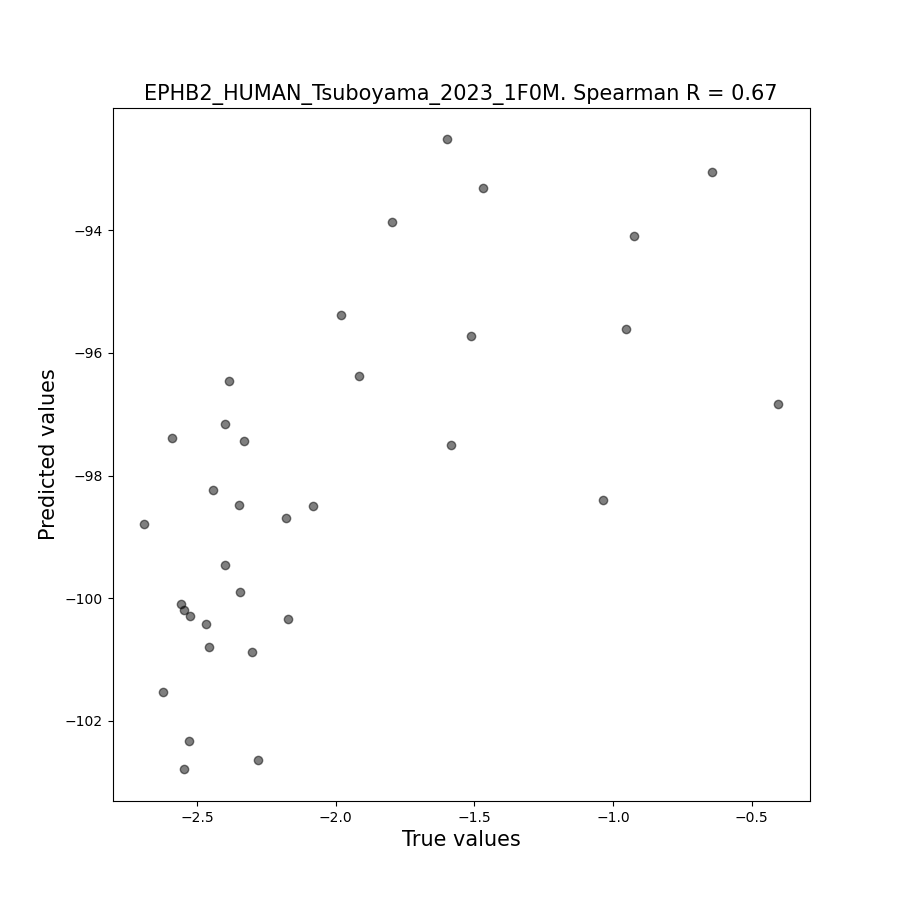 EPHB2_HUMAN_Tsuboyama_2023_1F0M. Spearman R = 0.67
−94
−96
−98
−100
−102
Predicted values
−2.5 −2.0 −1.5 −1.0 −0.5
True values